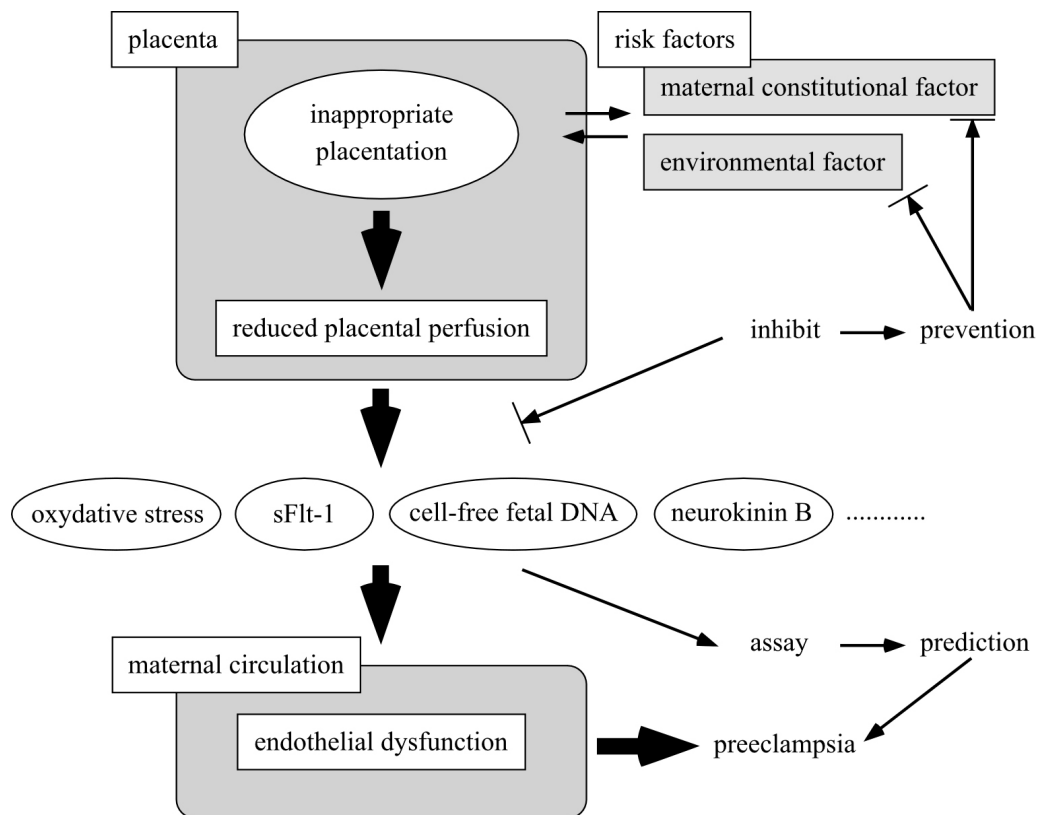 placenta
risk factors
maternal constitutional factor
inappropriate
placentation
environmental factor
reduced placental perfusion
inhibit
prevention
oxydative stress
sFlt-1
cell-free fetal DNA
neurokinin B
............
assay
prediction
maternal circulation
endothelial dysfunction
preeclampsia